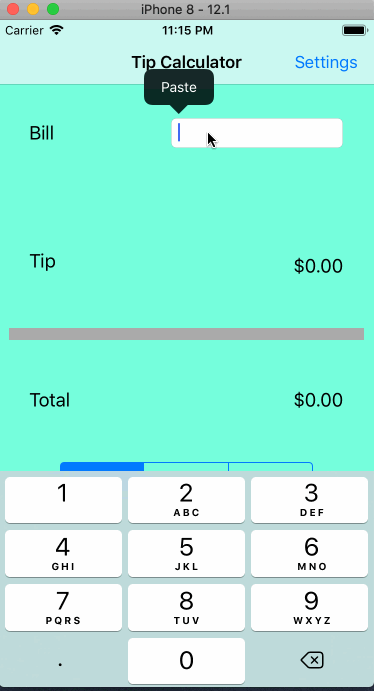 iPhone 8 - 12.1
Carrier 11:15 PM
Tip Calculator Settings
Paste
Bill
Tip $0.00
Total $0.00
1 2 3
ABC DEF
4 5 6
GHI JKL MNO
7 8 9
PQRS TUV WXYZ
. 0